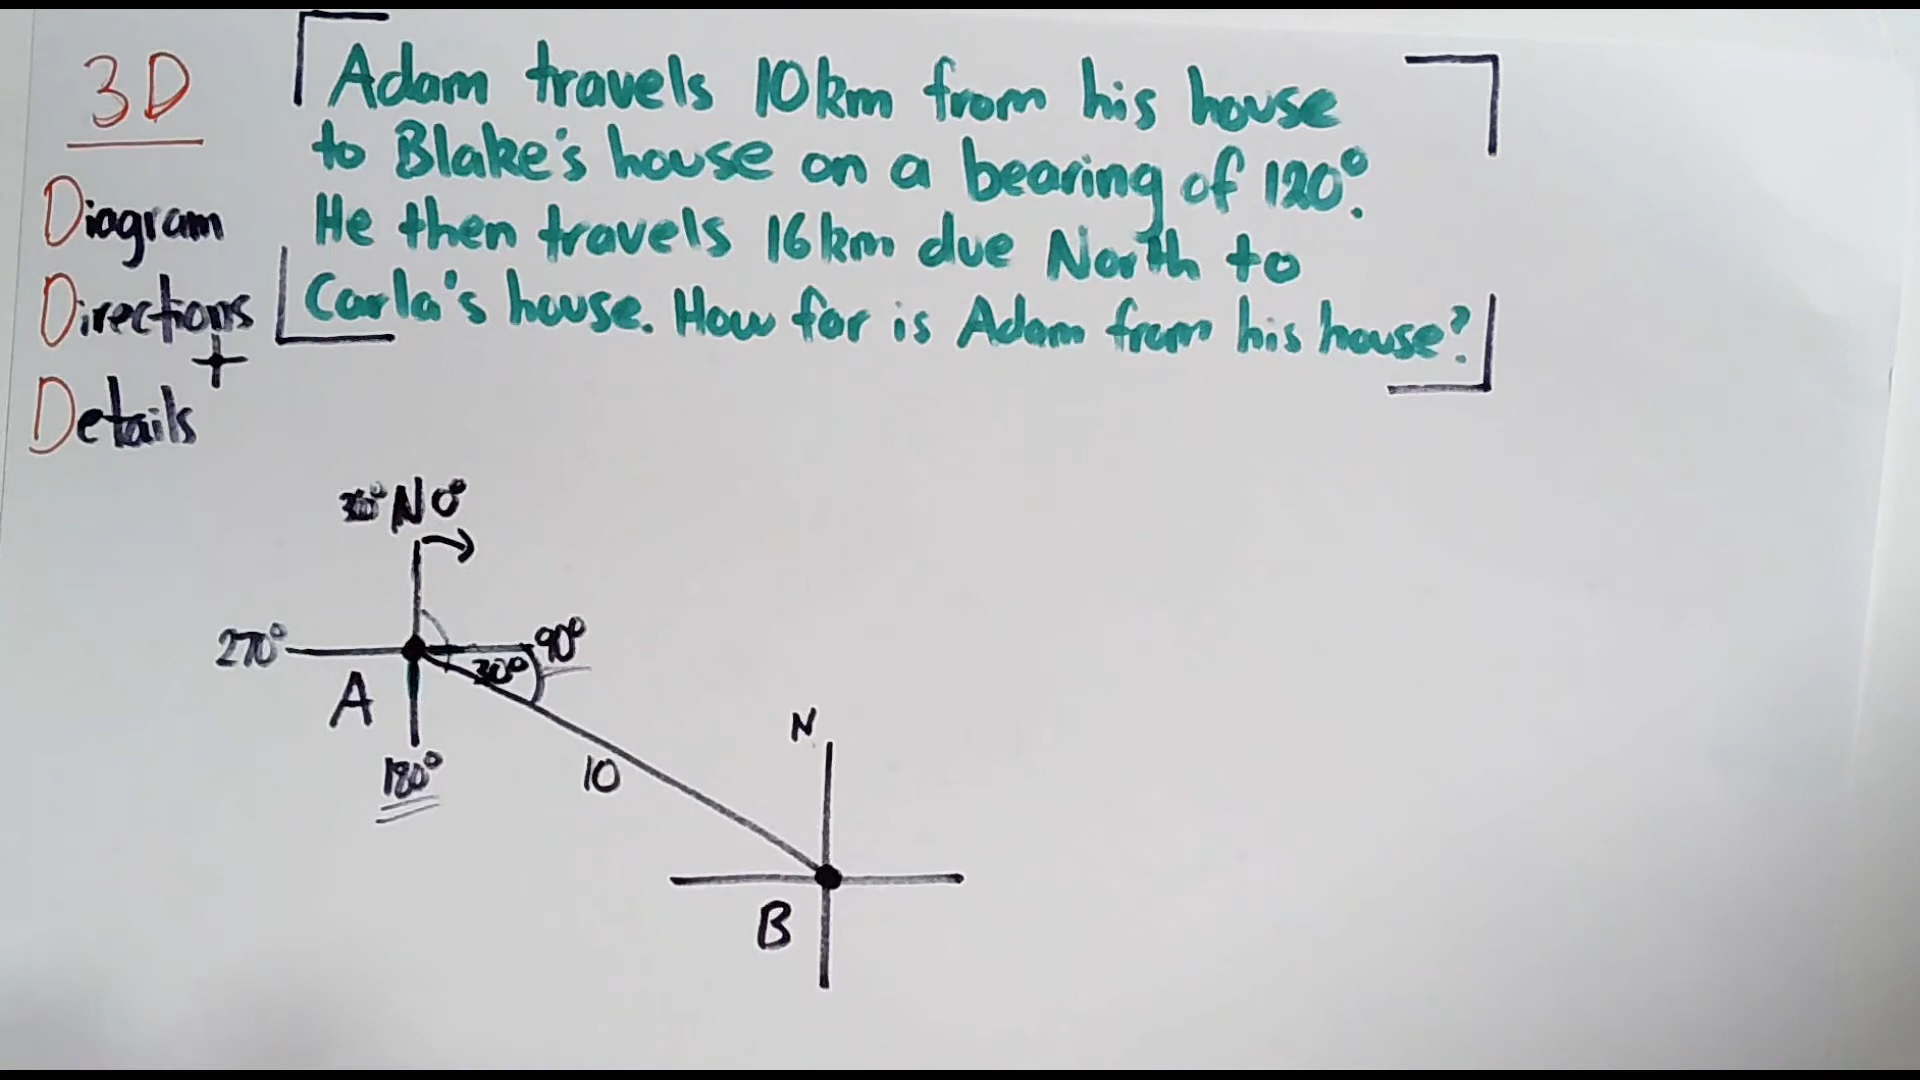 3D
Diagram
Directions
+
Details
Adam travels 10km from his house
to Blake's house on a bearing of 120°.
He then travels 16km due North to
Carla's house. How far is Adam from his house?
360° N 0°
270°
90°
30°
A
180°
10
N
B